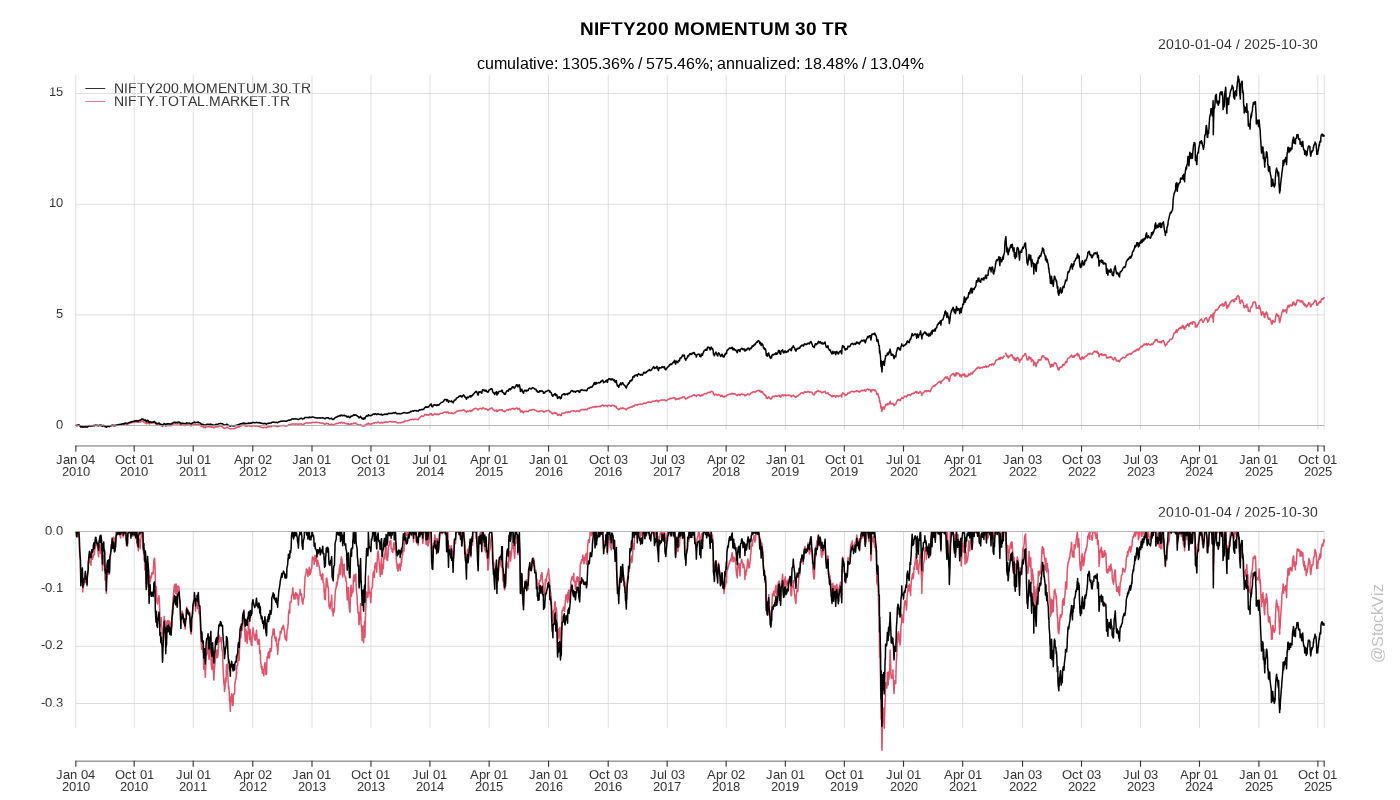 NIFTY200 MOMENTUM 30 TR
2010-01-04 / 2025-10-30
cumulative: 1305.36% / 575.46%; annualized: 18.48% / 13.04%
NIFTY200.MOMENTUM.30.TR
NIFTY.TOTAL.MARKET.TR
15
10
5
0
Jan 04 Oct 01 Jul 01 Apr 02 Jan 01 Oct 01 Jul 01 Apr 01 Jan 01 Oct 03 Jul 03 Apr 02 Jan 01 Oct 01 Jul 01 Apr 01 Jan 03 Oct 03 Jul 03 Apr 01 Jan 01 Oct 01
2010 2010 2011 2012 2013 2013 2014 2015 2016 2016 2017 2018 2019 2019 2020 2021 2022 2022 2023 2024 2025 2025
2010-01-04 / 2025-10-30
0.0
-0.1
-0.2
-0.3
Jan 04 Oct 01 Jul 01 Apr 02 Jan 01 Oct 01 Jul 01 Apr 01 Jan 01 Oct 03 Jul 03 Apr 02 Jan 01 Oct 01 Jul 01 Apr 01 Jan 03 Oct 03 Jul 03 Apr 01 Jan 01 Oct 01
2010 2010 2011 2012 2013 2013 2014 2015 2016 2016 2017 2018 2019 2019 2020 2021 2022 2022 2023 2024 2025 2025
@StockViz